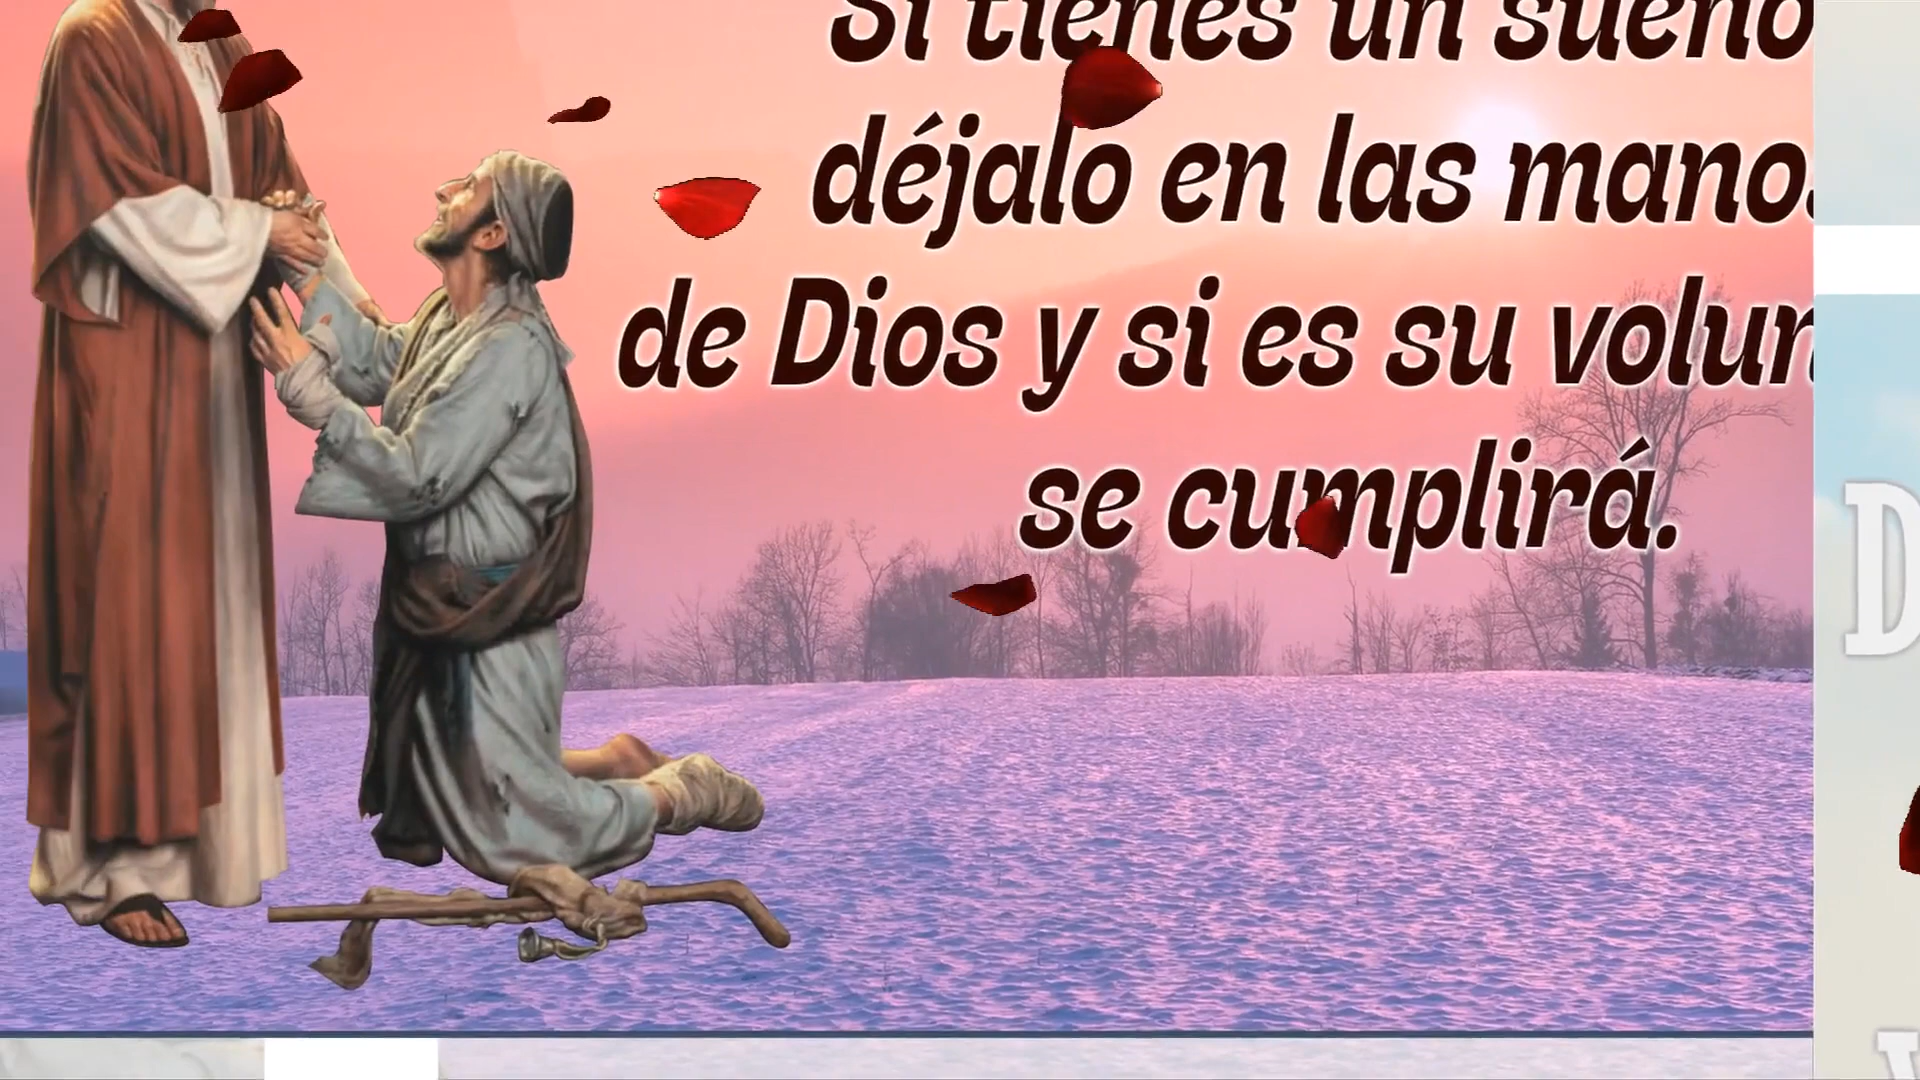 Si tienes un sueño
déjalo en las manos
de Dios y si es su volun
se cumplirá.
D